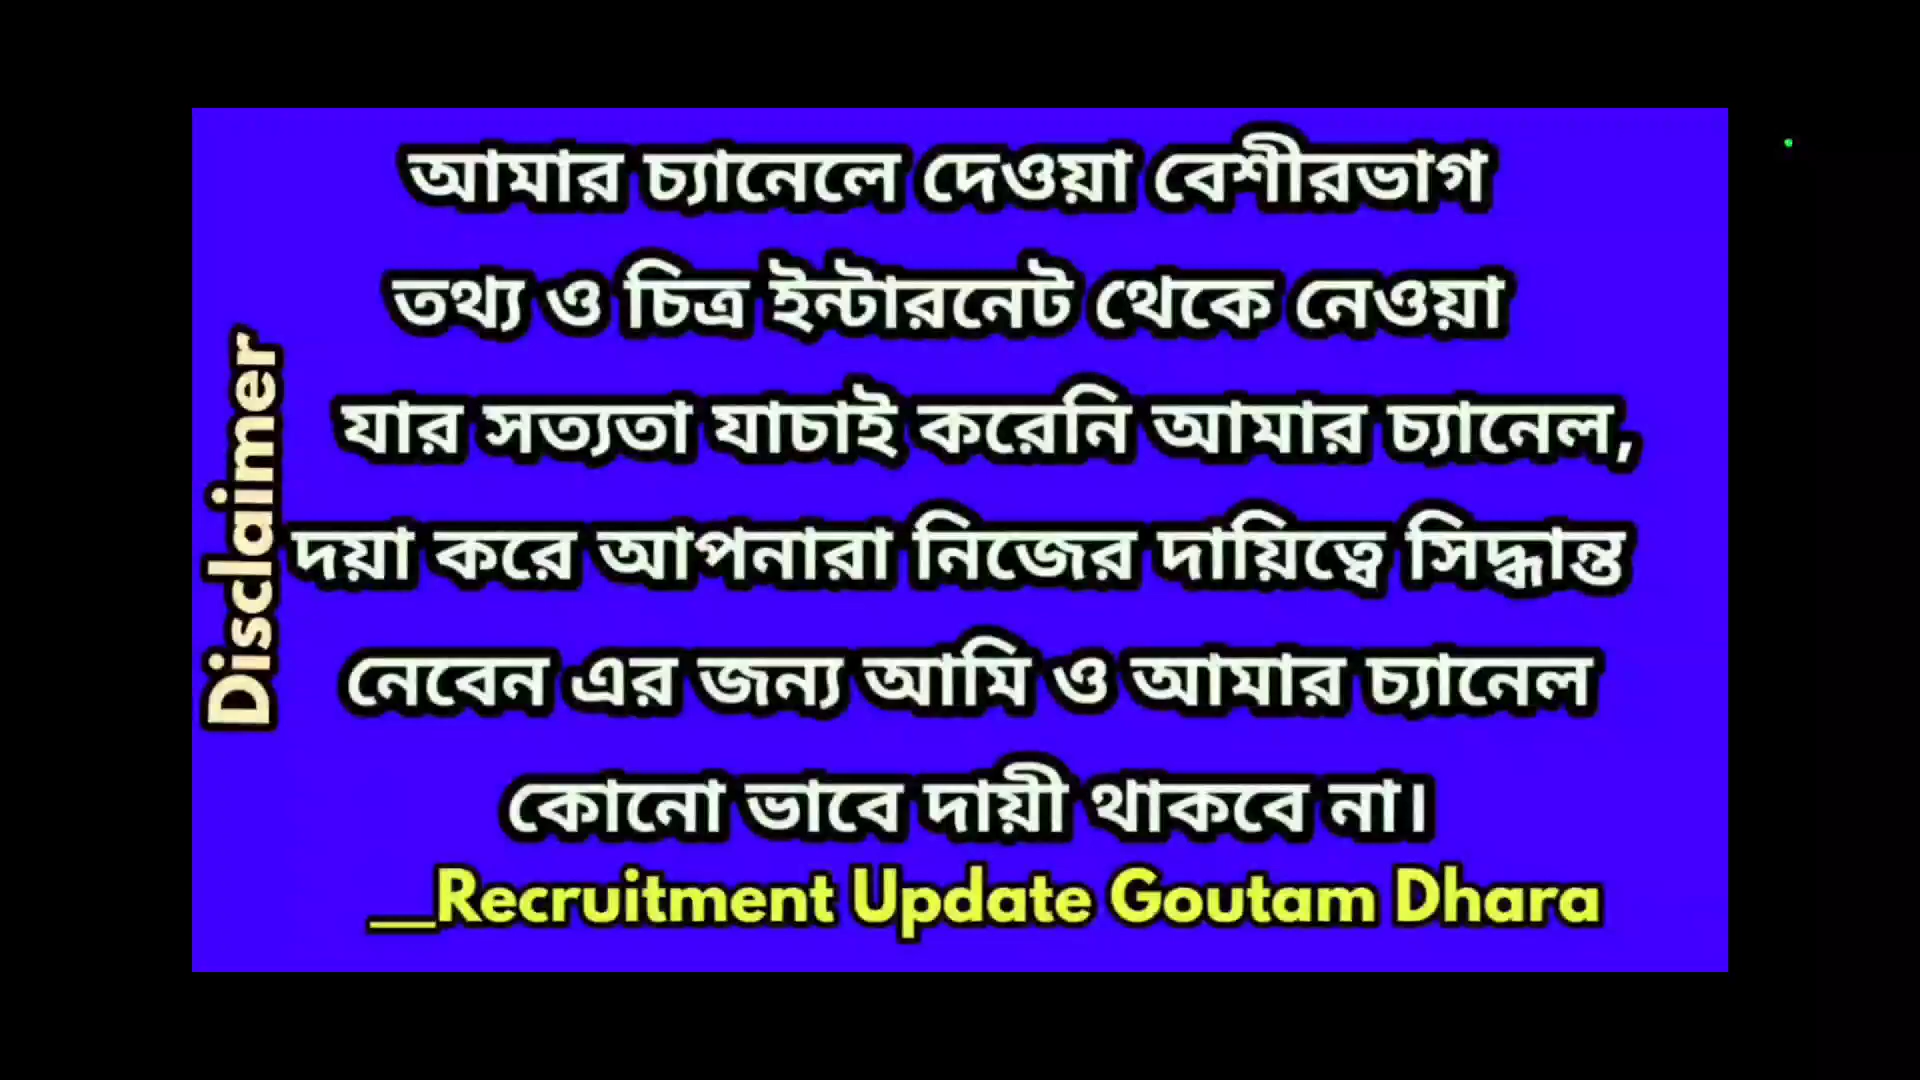 Disclaimer
আমার চ্যানেলে দেওয়া বেশীরভাগ
তথ্য ও চিত্র ইন্টারনেট থেকে নেওয়া
যার সত্যতা যাচাই করেনি আমার চ্যানেল,
দয়া করে আপনারা নিজের দায়িত্বে সিদ্ধান্ত
নেবেন এর জন্য আমি ও আমার চ্যানেল
কোনো ভাবে দায়ী থাকবে না।
__Recruitment Update Goutam Dhara